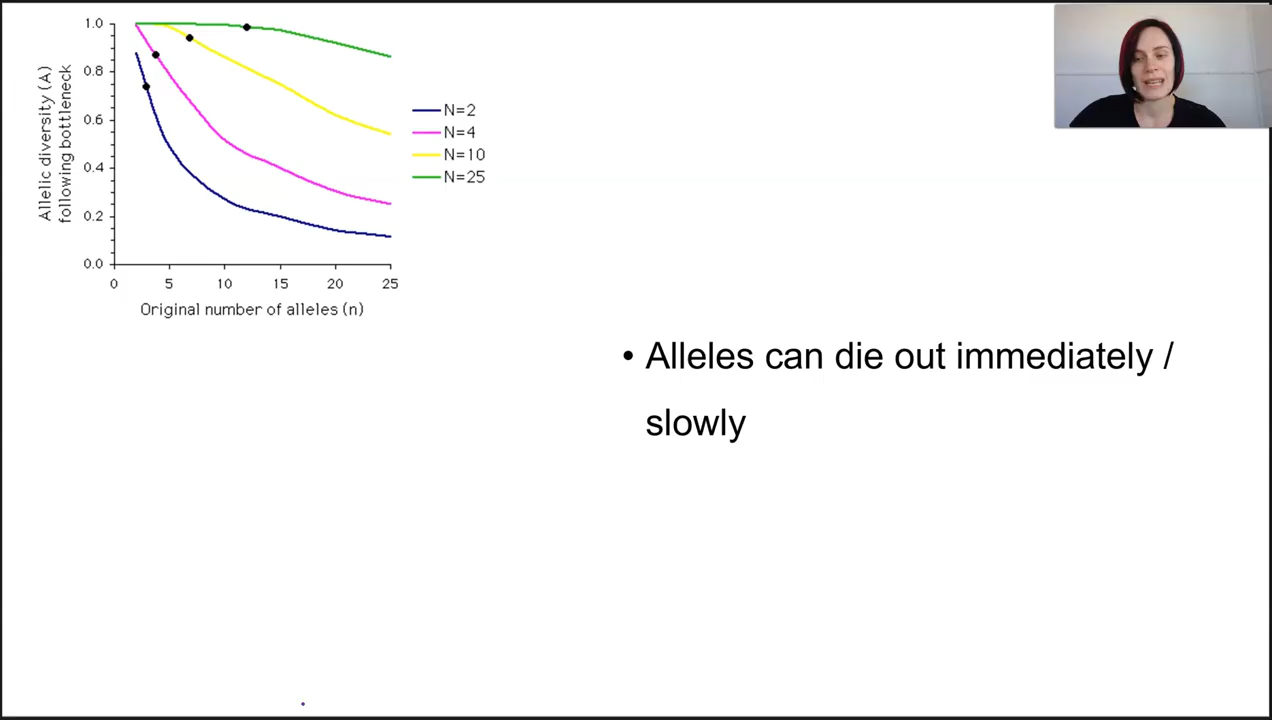 1.0
0.8
0.6
0.4
0.2
0.0
Allelic diversity (A)
following bottleneck
0 5 10 15 20 25
Original number of alleles (n)
N=2
N=4
N=10
N=25
• Alleles can die out immediately /
slowly